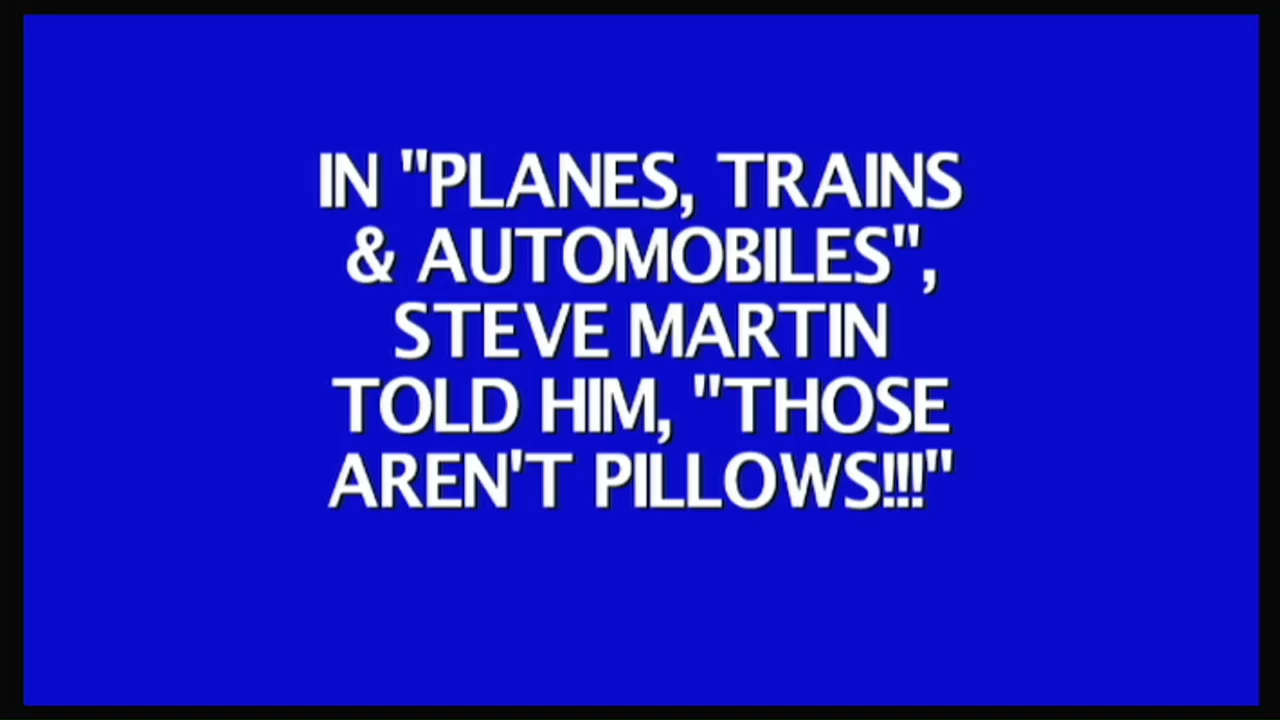 IN "PLANES, TRAINS
& AUTOMOBILES",
STEVE MARTIN
TOLD HIM, "THOSE
AREN'T PILLOWS!!!"